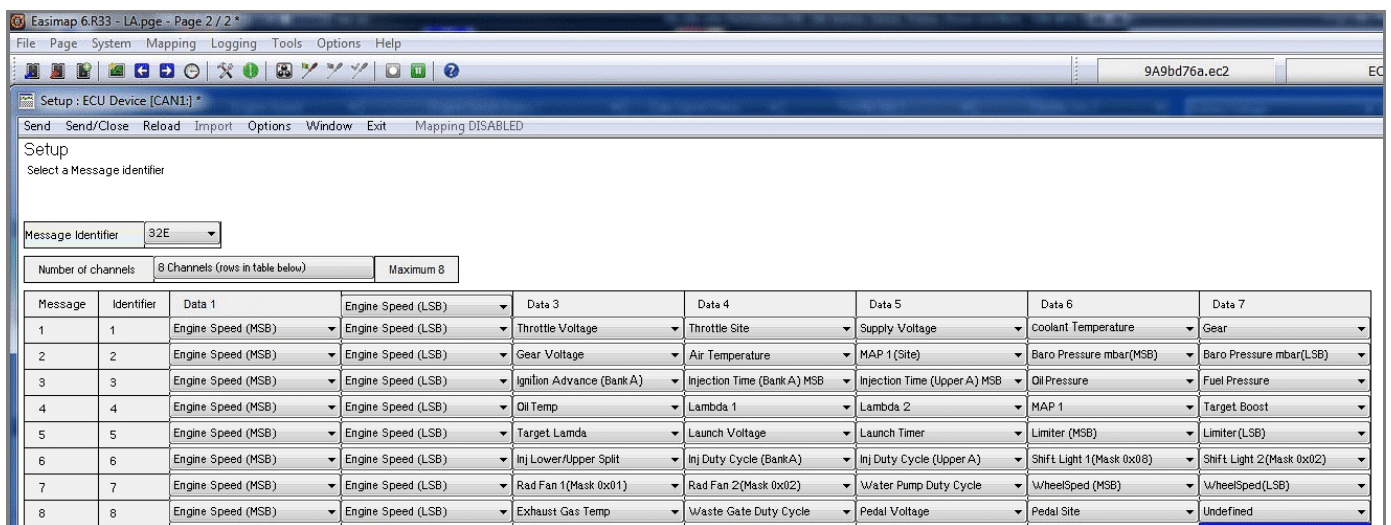 Easimap 6.R33 - LA.pge - Page 2 / 2 *
File Page System Mapping Logging Tools Options Help
9A9bd76a.ec2 EC
Setup : ECU Device [CAN1:] *
Send Send/Close Reload Import Options Window Exit Mapping DISABLED
Setup
Select a Message identifier
Message Identifier 32E
Number of channels 8 Channels (rows in table below) Maximum 8
Message Identifier Data 1 Engine Speed (LSB) Data 3 Data 4 Data 5 Data 6 Data 7
1 1 Engine Speed (MSB) Engine Speed (LSB) Throttle Voltage Throttle Site Supply Voltage Coolant Temperature Gear
2 2 Engine Speed (MSB) Engine Speed (LSB) Gear Voltage Air Temperature MAP 1 (Site) Baro Pressure mbar(MSB) Baro Pressure mbar(LSB)
3 3 Engine Speed (MSB) Engine Speed (LSB) Ignition Advance (Bank A) Injection Time (Bank A) MSB Injection Time (Upper A) MSB Oil Pressure Fuel Pressure
4 4 Engine Speed (MSB) Engine Speed (LSB) Oil Temp Lambda 1 Lambda 2 MAP 1 Target Boost
5 5 Engine Speed (MSB) Engine Speed (LSB) Target Lamda Launch Voltage Launch Timer Limiter (MSB) Limiter(LSB)
6 6 Engine Speed (MSB) Engine Speed (LSB) Inj Lower/Upper Split Inj Duty Cycle (BankA) Inj Duty Cycle (Upper A) Shift Light 1(Mask 0x08) Shift Light 2(Mask 0x02)
7 7 Engine Speed (MSB) Engine Speed (LSB) Rad Fan 1(Mask 0x01) Rad Fan 2(Mask 0x02) Water Pump Duty Cycle WheelSped (MSB) WheelSped(LSB)
8 8 Engine Speed (MSB) Engine Speed (LSB) Exhaust Gas Temp Waste Gate Duty Cycle Pedal Voltage Pedal Site Undefined